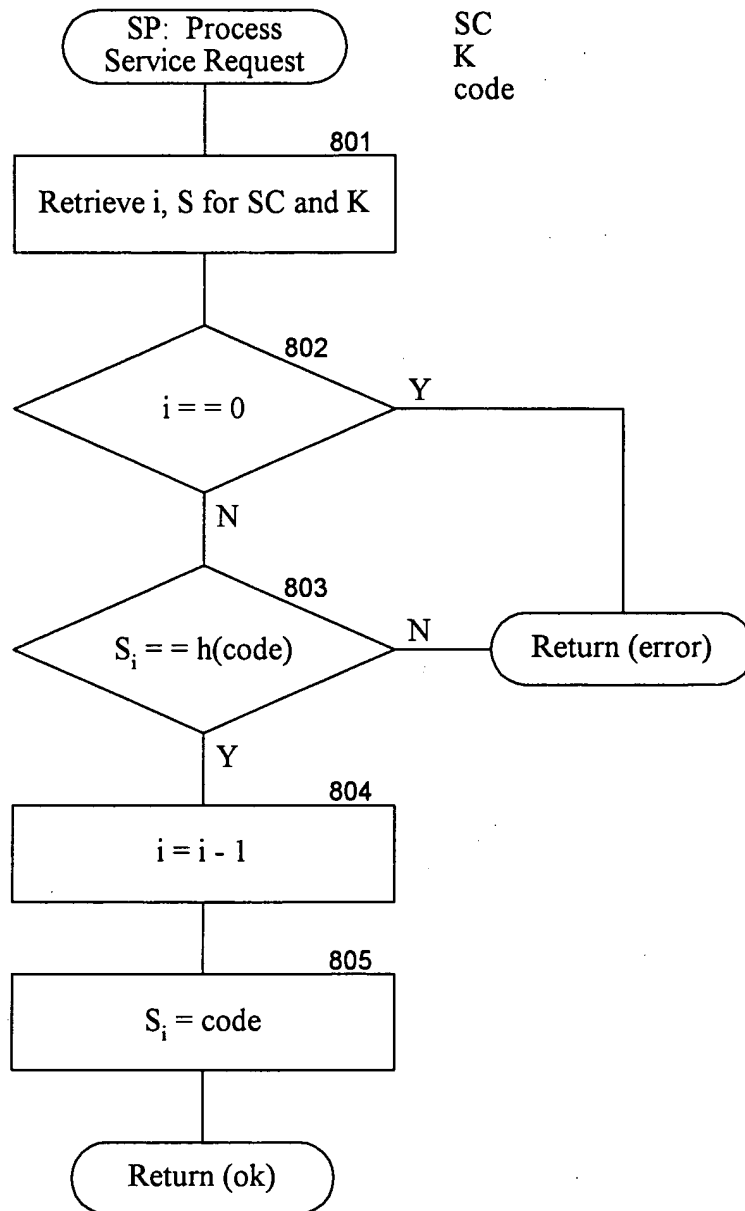 SP: Process
Service Request
SC
K
code
801
Retrieve i, S for SC and K
802
i = = 0
Y
N
803
S_i = = h(code)
N
Return (error)
Y
804
i = i - 1
805
S_i = code
Return (ok)